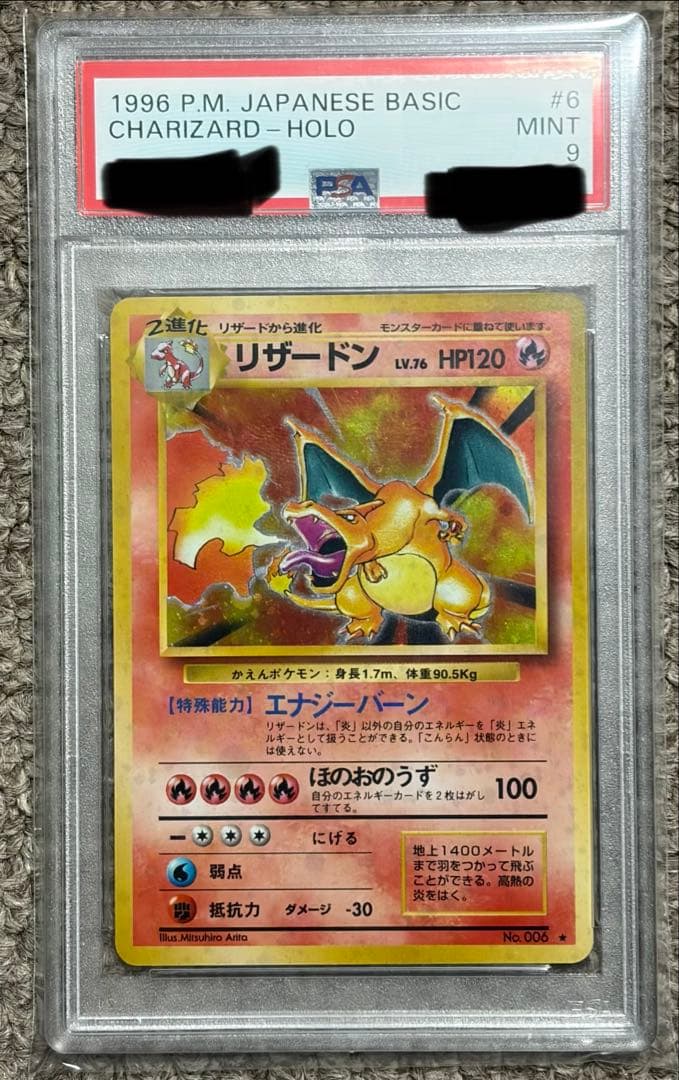 1996 P.M. JAPANESE BASIC #6
CHARIZARD - HOLO MINT
9
PSA
2進化 リザードから進化 モンスターカードに重ねて使います。
リザードン LV.76 HP120
かえんポケモン：身長1.7m、体重90.5Kg
【特殊能力】エナジーバーン
リザードンは、「炎」以外の自分のエネルギーを「炎」エネ
ルギーとして扱うことができる。「こんらん」状態のときに
は使えない。
ほのおのうず 100
自分のエネルギーカードを2枚はがし
てすてる。
にげる
弱点
抵抗力 ダメージ -30
地上1400メートル
まで羽をつかって飛ぶ
ことができる。高熱の
炎をはく。
Illus.Mitsuhiro Arita No.006 ★